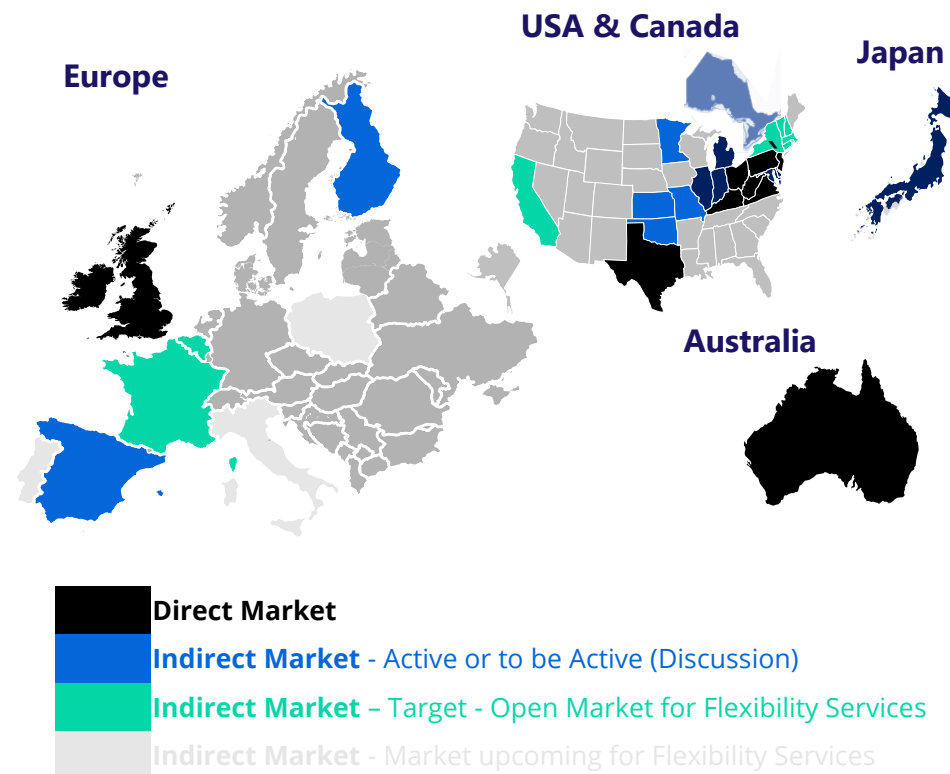 USA & Canada
Japan
Europe
Australia
Direct Market
Indirect Market - Active or to be Active (Discussion)
Indirect Market – Target - Open Market for Flexibility Services
Indirect Market - Market upcoming for Flexibility Services